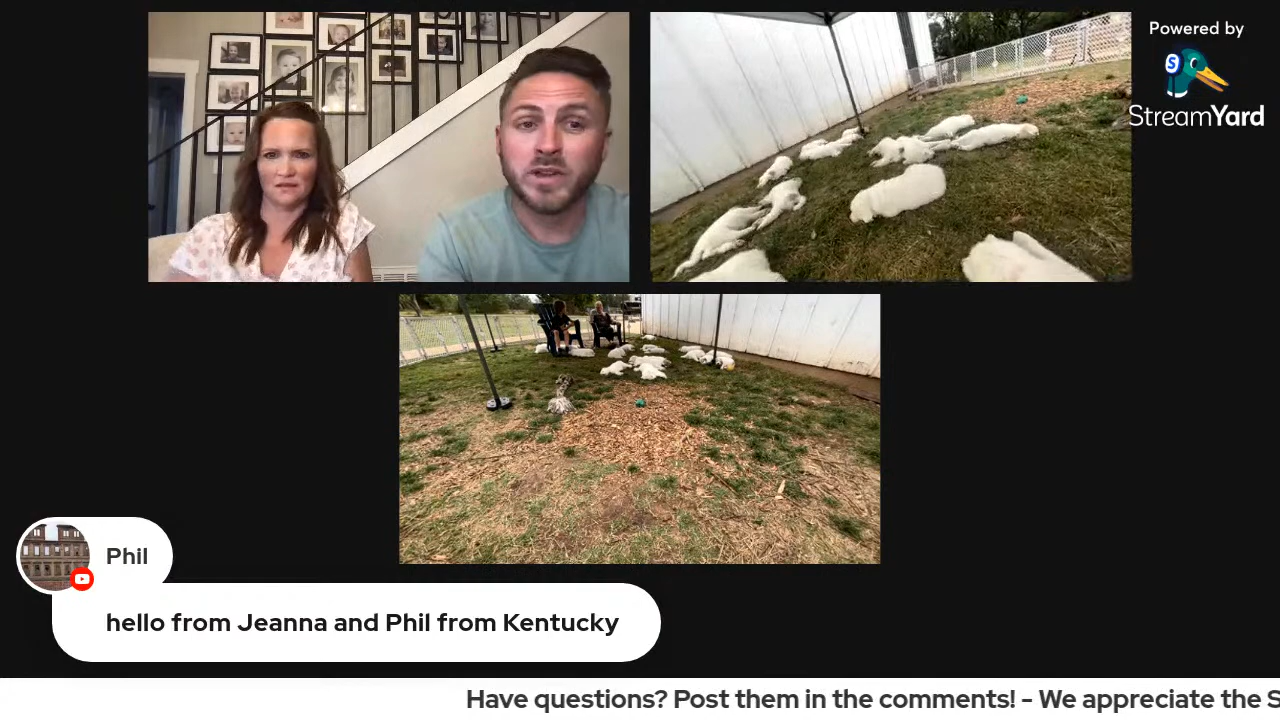 Powered by
StreamYard
Phil
hello from Jeanna and Phil from Kentucky
Have questions? Post them in the comments! - We appreciate the S